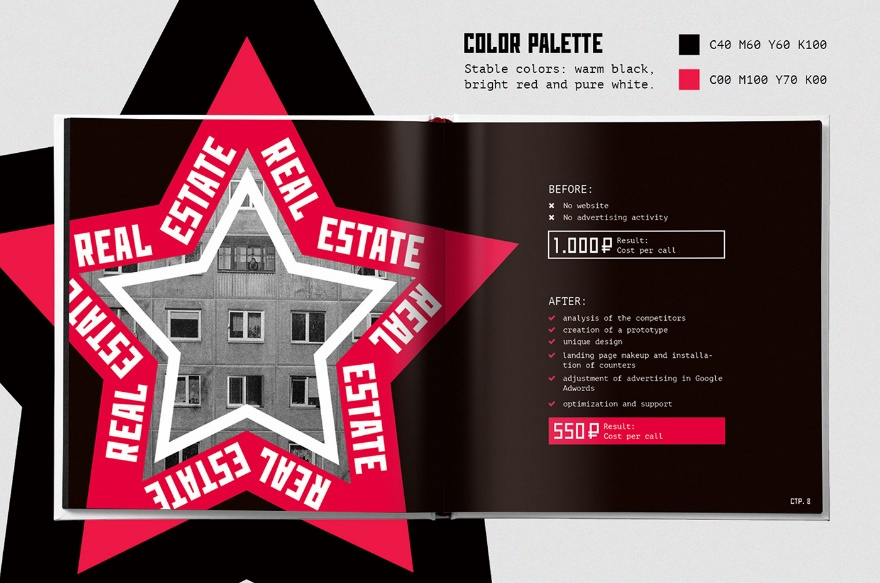 COLOR PALETTE
Stable colors: warm black,
bright red and pure white.
C40 M60 Y60 K100
C00 M100 Y70 K00
REAL ESTATE
REAL ESTATE
REAL ESTATE
REAL ESTATE
REAL ESTATE
BEFORE:
✖ No website
✖ No advertising activity
1.000₽ Result:
Cost per call
AFTER:
✔ analysis of the competitors
✔ creation of a prototype
✔ unique design
✔ landing page makeup and installa-
tion of counters
✔ adjustment of advertising in Google
Adwords
✔ optimization and support
550₽ Result:
Cost per call
СТР. 8